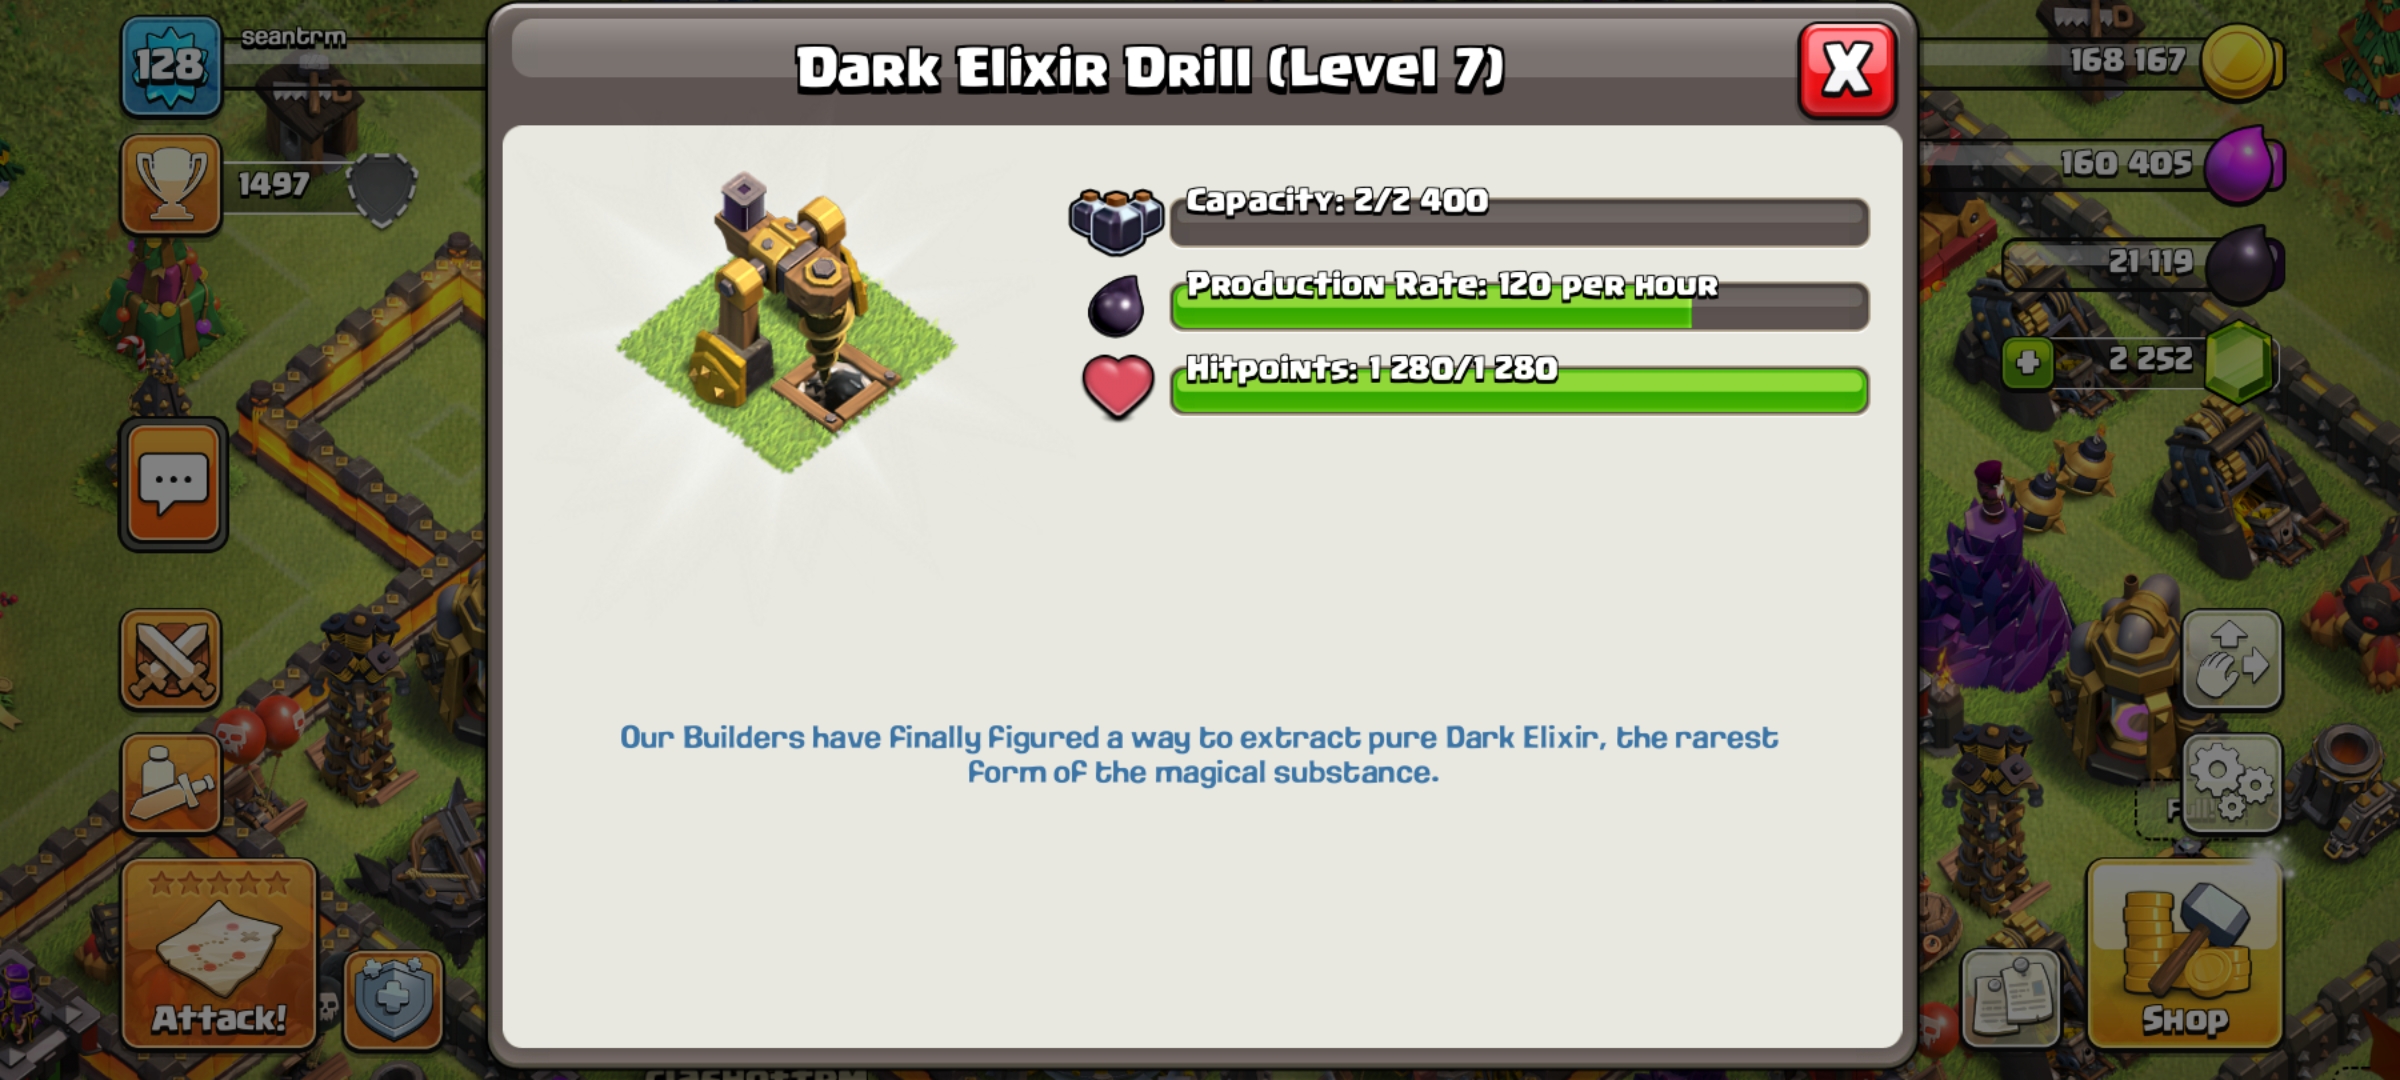 128
seantrm
Dark Elixir Drill (Level 7)
X
168 167
1497
160 405
Capacity: 2/2 400
21 119
Production Rate: 120 per hour
2 252
Hitpoints: 1 280/1 280
Our Builders have finally figured a way to extract pure Dark Elixir, the rarest
form of the magical substance.
Attack!
Shop